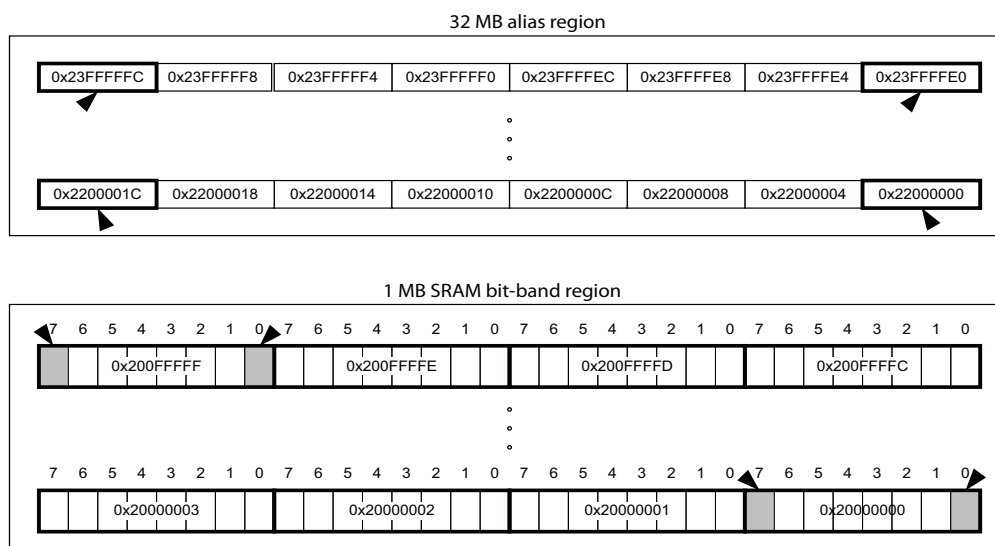 32 MB alias region
0x23FFFFFC 0x23FFFFF8 0x23FFFFF4 0x23FFFFF0 0x23FFFFEC 0x23FFFFE8 0x23FFFFE4 0x23FFFFE0
0x2200001C 0x22000018 0x22000014 0x22000010 0x2200000C 0x22000008 0x22000004 0x22000000
1 MB SRAM bit-band region
7 6 5 4 3 2 1 0 7 6 5 4 3 2 1 0 7 6 5 4 3 2 1 0 7 6 5 4 3 2 1 0
0x200FFFFF 0x200FFFFE 0x200FFFFD 0x200FFFFC
7 6 5 4 3 2 1 0 7 6 5 4 3 2 1 0 7 6 5 4 3 2 1 0 7 6 5 4 3 2 1 0
0x20000003 0x20000002 0x20000001 0x20000000